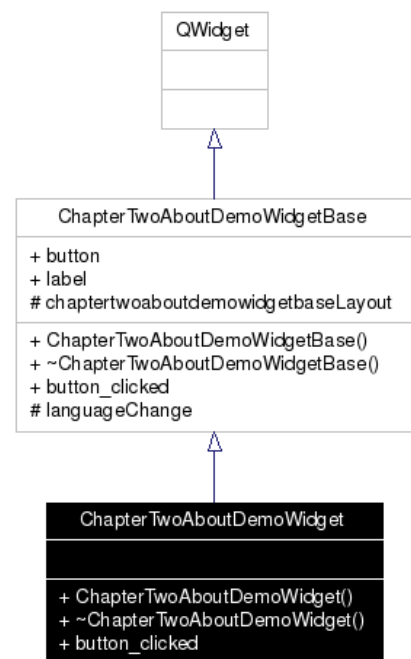 QWidget
ChapterTwoAboutDemoWidgetBase
+ button
+ label
# chaptertwoaboutdemowidgetbaseLayout
+ ChapterTwoAboutDemoWidgetBase()
+ ~ChapterTwoAboutDemoWidgetBase()
+ button_clicked
# languageChange
ChapterTwoAboutDemoWidget
+ ChapterTwoAboutDemoWidget()
+ ~ChapterTwoAboutDemoWidget()
+ button_clicked